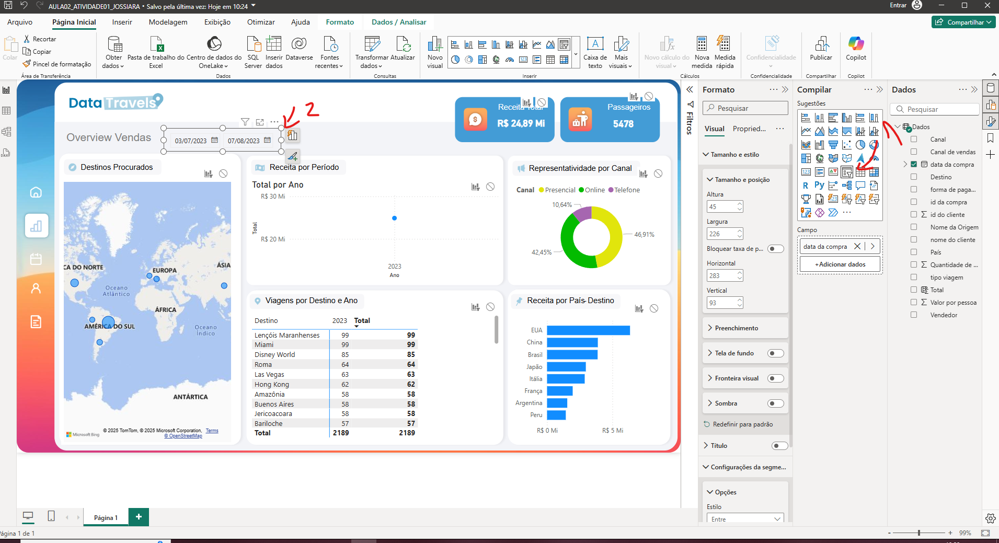 AULA02_ATIVIDADE01_JOSSIARA • Salvo pela última vez: Hoje em 10:24
Entrar
Arquivo
Página Inicial
Inserir
Modelagem
Exibição
Otimizar
Ajuda
Formato
Dados / Analisar
Compartilhar
Colar
Recortar
Copiar
Pincel de formatação
Área de Transferência
Obter dados
Pasta de trabalho do Excel
Centro de dados do OneLake
SQL Server
Inserir dados
Dataverse
Fontes recentes
Dados
Transformar dados
Atualizar
Consultas
Novo visual
Caixa de texto
Mais visuais
Inserir
Novo cálculo do visual
Nova medida
Medida rápida
Cálculos
Confidencialidade
Confidencialidade
Publicar
Compartilhar
Copilot
Copilot
Data Travels
2
Overview Vendas
03/07/2023
07/08/2023
Receita Total
R$ 24,89 Mi
Passageiros
5478
Destinos Procurados
CA DO NORTE
EUROPA
ÁSIA
Oceano Atlântico
ÁFRICA
AMÉRICA DO SUL
Oceano Índico
ANTÁRTICA
Microsoft Bing
© 2025 TomTom, © 2025 Microsoft Corporation, Terms
© OpenStreetMap
Receita por Período
Total por Ano
R$ 30 Mi
R$ 20 Mi
Total
2023
Ano
Representatividade por Canal
Canal Presencial Online Telefone
10,64%
46,91%
42,45%
Viagens por Destino e Ano
Destino 2023 Total
Lençóis Maranhenses 99 99
Miami 99 99
Disney World 85 85
Roma 64 64
Las Vegas 63 63
Hong Kong 62 62
Amazônia 58 58
Buenos Aires 58 58
Jericoacoara 58 58
Bariloche 57 57
Total 2189 2189
Receita por País- Destino
EUA
China
Brasil
Japão
Itália
França
Argentina
Peru
R$ 0 Mi R$ 5 Mi
Filtros
Formato
Pesquisar
Visual
Propried...
Tamanho e estilo
Tamanho e posição
Altura
45
Largura
226
Bloquear taxa de p...
Horizontal
283
Vertical
93
Preenchimento
Tela de fundo
Fronteira visual
Sombra
Redefinir para padrão
Título
Configurações da segme...
Opções
Estilo
Entre
Compilar
Sugestões
123
R
Py
Campo
data da compra
+Adicionar dados
Dados
Pesquisar
Dados
Canal
Canal de vendas
data da compra
Destino
forma de paga...
id da compra
id do cliente
Nome da Origem
nome do cliente
País
Quantidade de ...
tipo viagem
Total
Valor por pessoa
Vendedor
Página 1
ágina 1 de 1
- + 99%